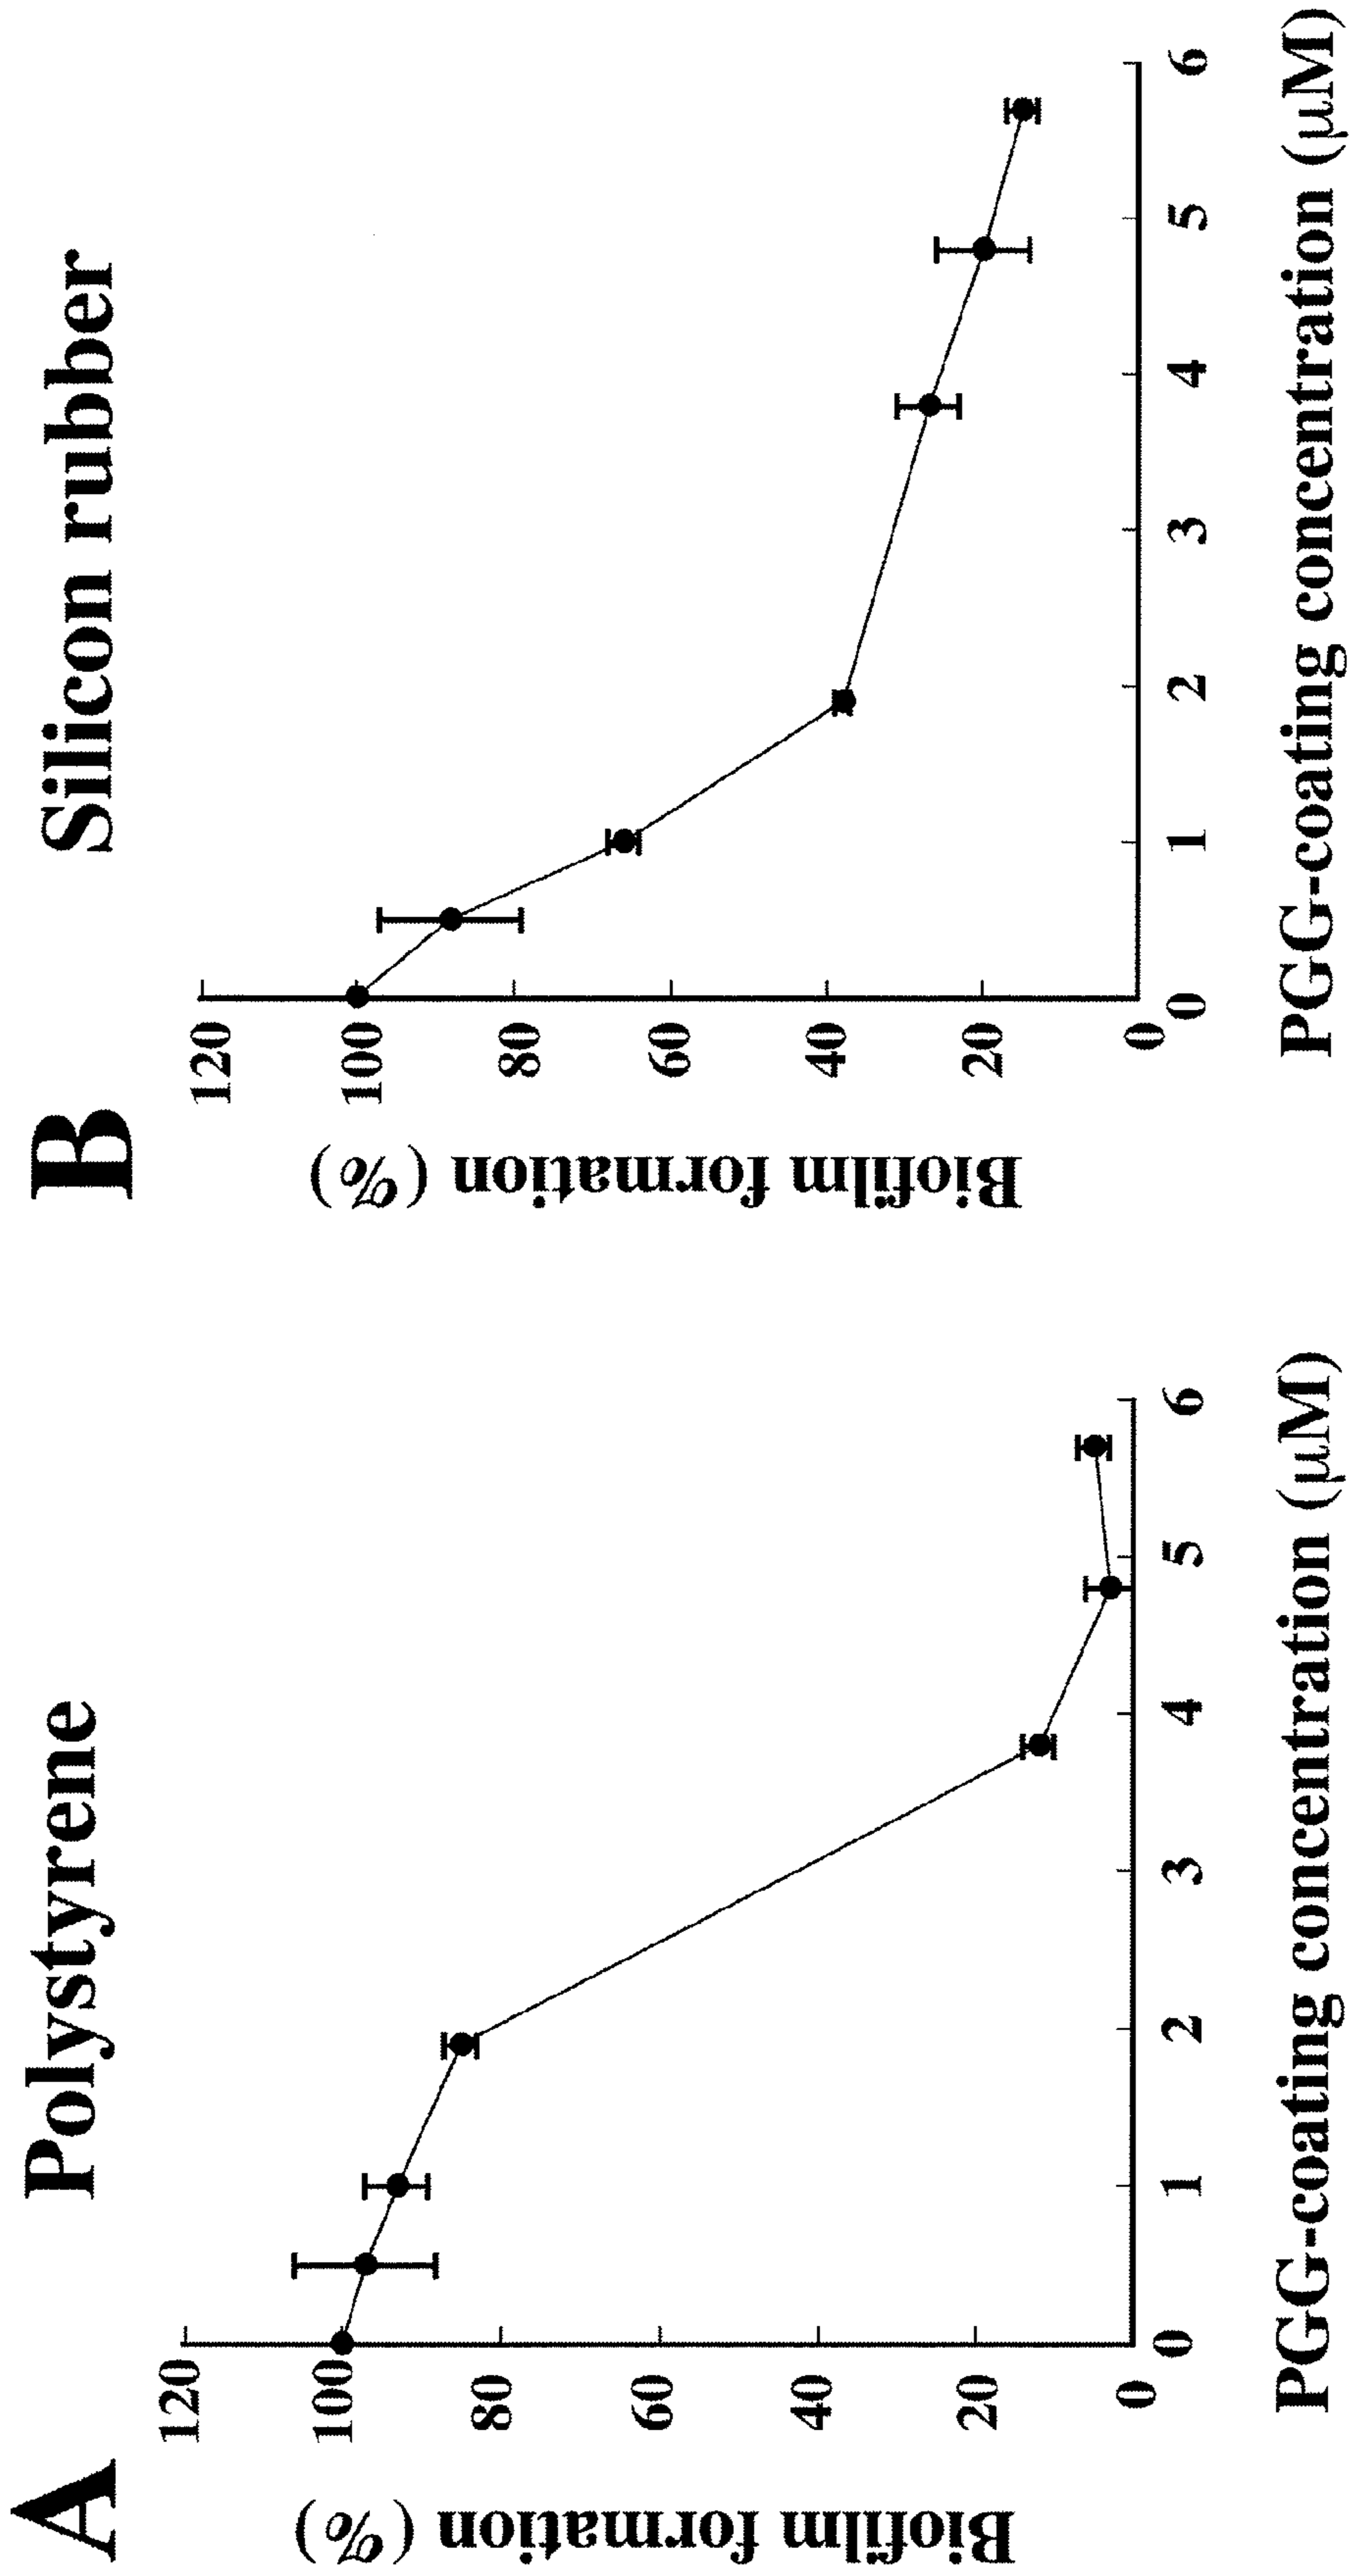 A
Polystyrene
Biofilm formation (%)
120
100
80
60
40
20
0
0 1 2 3 4 5 6
PGG-coating concentration (μM)
B
Silicon rubber
Biofilm formation (%)
120
100
80
60
40
20
0
0 1 2 3 4 5 6
PGG-coating concentration (μM)